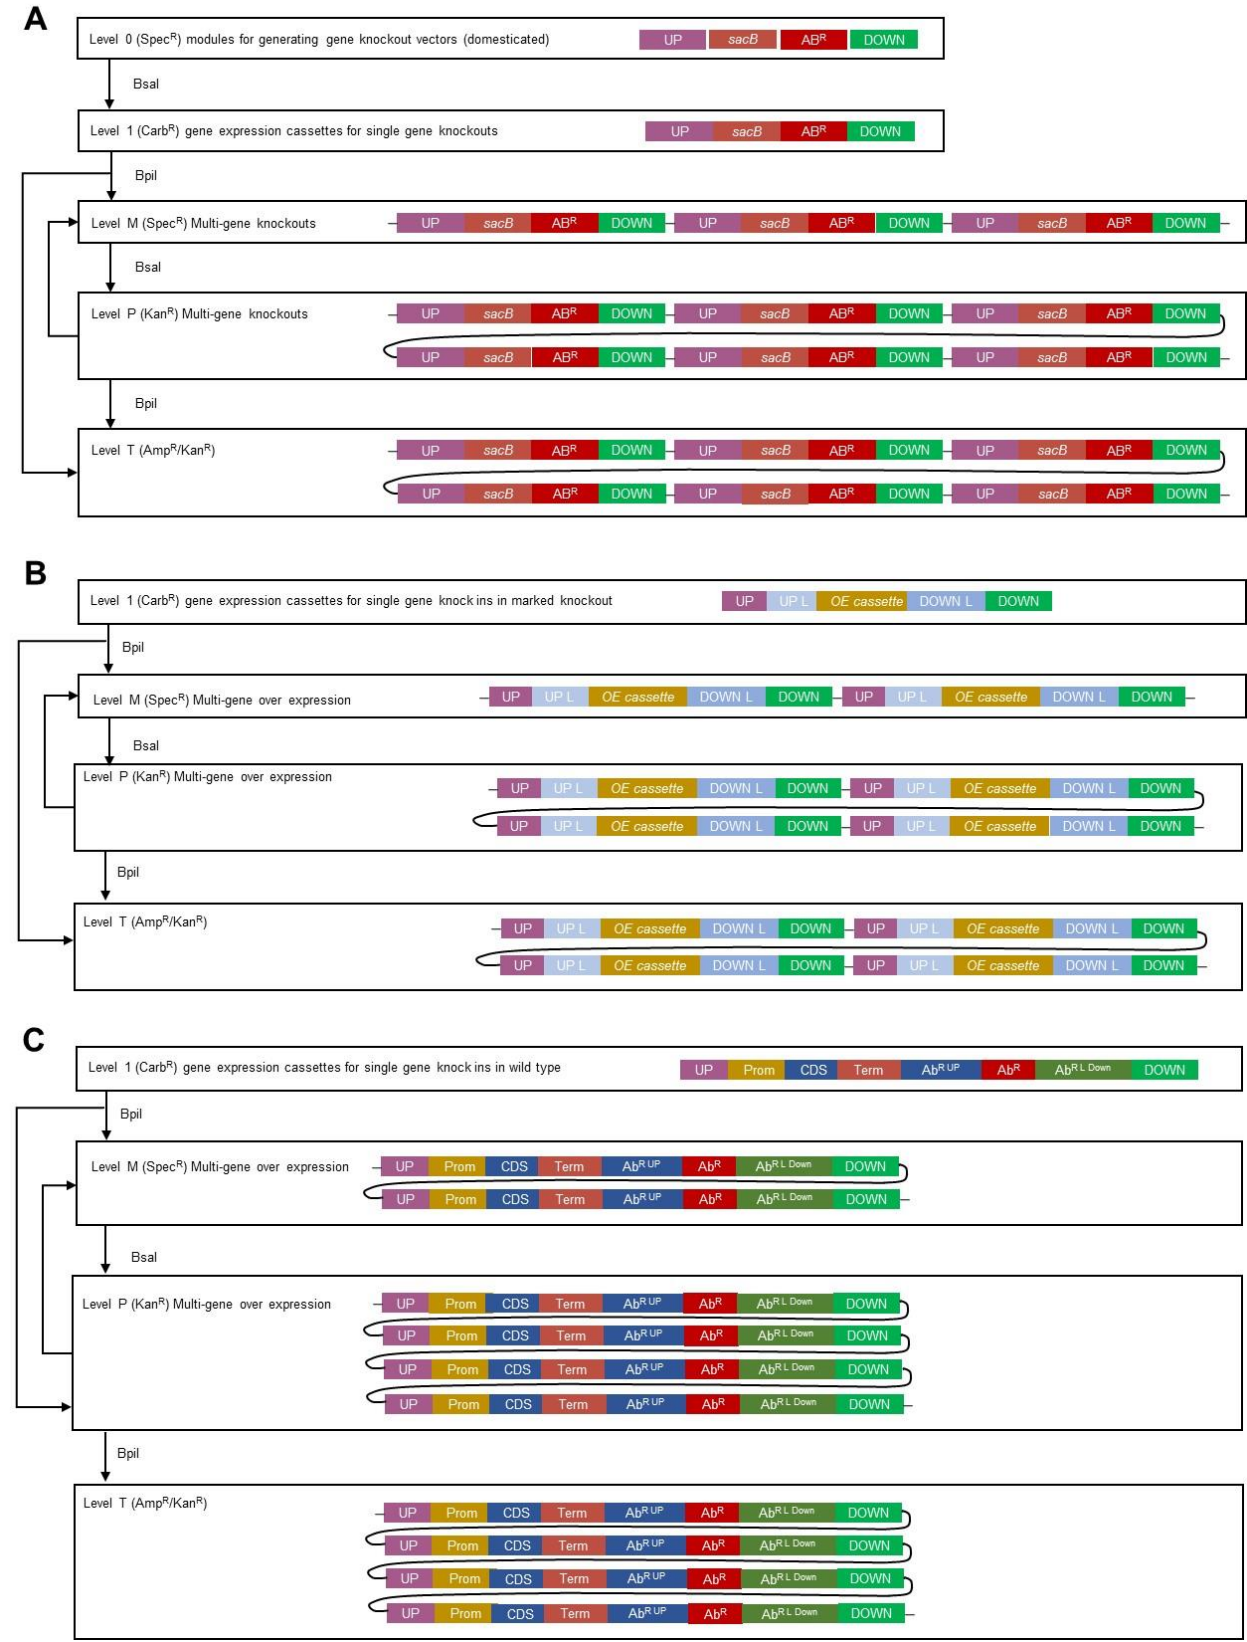 A
Level 0 (Spec^R) modules for generating gene knockout vectors (domesticated) UP sacB AB^R DOWN
BsaI
Level 1 (Carb^R) gene expression cassettes for single gene knockouts UP sacB AB^R DOWN
BpiI
Level M (Spec^R) Multi-gene knockouts UP sacB AB^R DOWN UP sacB AB^R DOWN UP sacB AB^R DOWN
BsaI
Level P (Kan^R) Multi-gene knockouts UP sacB AB^R DOWN UP sacB AB^R DOWN UP sacB AB^R DOWN
UP sacB AB^R DOWN UP sacB AB^R DOWN UP sacB AB^R DOWN
BpiI
Level T (Amp^R/Kan^R) UP sacB AB^R DOWN UP sacB AB^R DOWN UP sacB AB^R DOWN
UP sacB AB^R DOWN UP sacB AB^R DOWN UP sacB AB^R DOWN
B
Level 1 (Carb^R) gene expression cassettes for single gene knock ins in marked knockout UP UP L OE cassette DOWN L DOWN
BpiI
Level M (Spec^R) Multi-gene over expression UP UP L OE cassette DOWN L DOWN UP UP L OE cassette DOWN L DOWN
BsaI
Level P (Kan^R) Multi-gene over expression UP UP L OE cassette DOWN L DOWN UP UP L OE cassette DOWN L DOWN
UP UP L OE cassette DOWN L DOWN UP UP L OE cassette DOWN L DOWN
BpiI
Level T (Amp^R/Kan^R) UP UP L OE cassette DOWN L DOWN UP UP L OE cassette DOWN L DOWN
UP UP L OE cassette DOWN L DOWN UP UP L OE cassette DOWN L DOWN
C
Level 1 (Carb^R) gene expression cassettes for single gene knock ins in wild type UP Prom CDS Term Ab^R UP Ab^R Ab^R L Down DOWN
BpiI
Level M (Spec^R) Multi-gene over expression UP Prom CDS Term Ab^R UP Ab^R Ab^R L Down DOWN
UP Prom CDS Term Ab^R UP Ab^R Ab^R L Down DOWN
BsaI
Level P (Kan^R) Multi-gene over expression UP Prom CDS Term Ab^R UP Ab^R Ab^R L Down DOWN
UP Prom CDS Term Ab^R UP Ab^R Ab^R L Down DOWN
UP Prom CDS Term Ab^R UP Ab^R Ab^R L Down DOWN
UP Prom CDS Term Ab^R UP Ab^R Ab^R L Down DOWN
BpiI
Level T (Amp^R/Kan^R) UP Prom CDS Term Ab^R UP Ab^R Ab^R L Down DOWN
UP Prom CDS Term Ab^R UP Ab^R Ab^R L Down DOWN
UP Prom CDS Term Ab^R UP Ab^R Ab^R L Down DOWN
UP Prom CDS Term Ab^R UP Ab^R Ab^R L Down DOWN